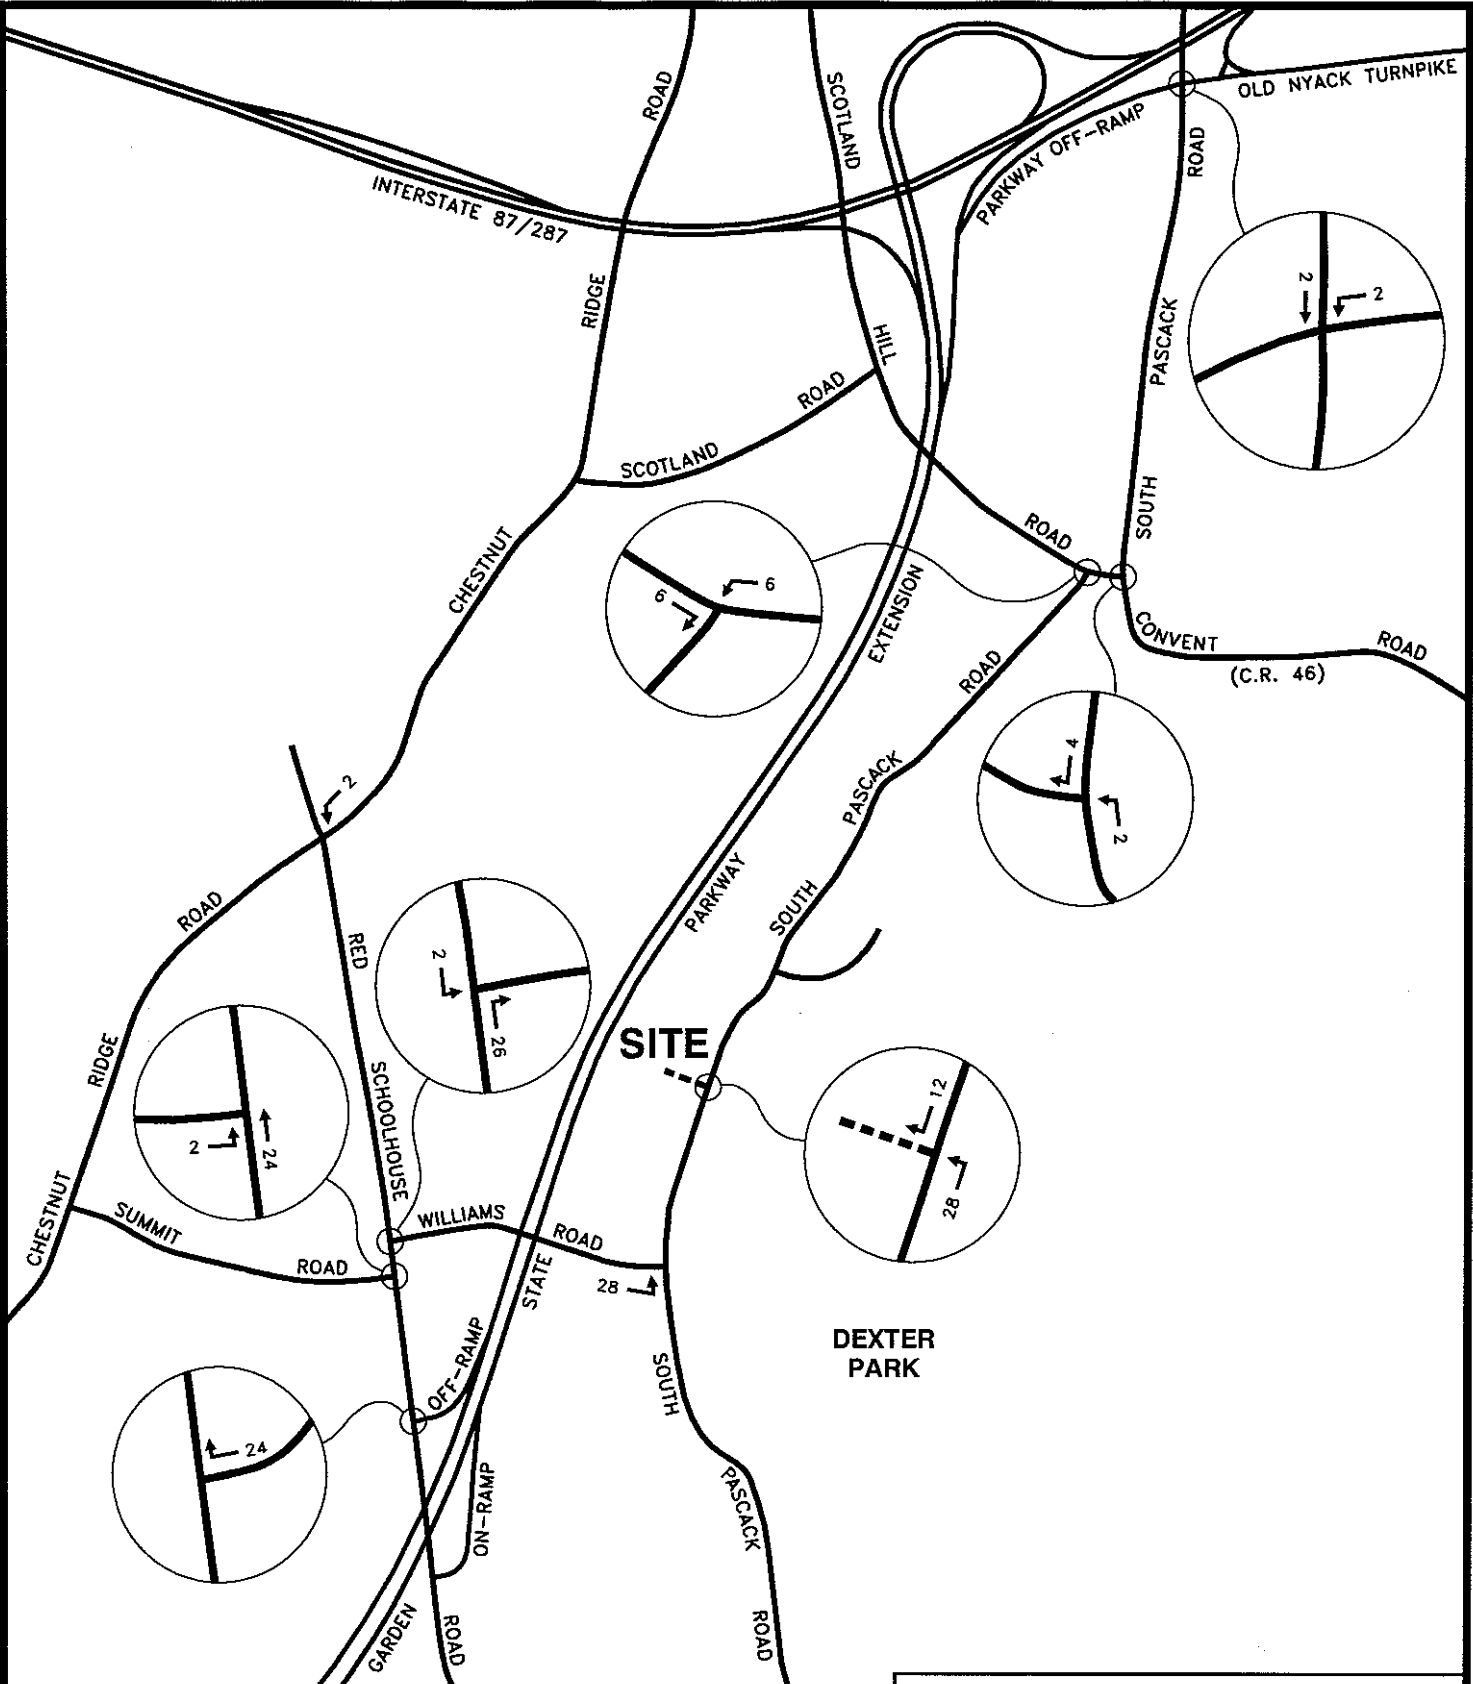 ROAD
SCOTLAND
OLD NYACK TURNPIKE
PARKWAY OFF-RAMP
ROAD
INTERSTATE 87/287
RIDGE
HILL
PASCACK
2
2
ROAD
SCOTLAND
SOUTH
ROAD
CHESTNUT
6
6
EXTENSION
CONVENT
ROAD
(C.R. 46)
ROAD
4
2
PASCACK
2
PARKWAY
SOUTH
ROAD
RED
2
26
SITE
RIDGE
SCHOOLHOUSE
12
28
2
24
CHESTNUT
SUMMIT
ROAD
WILLIAMS
ROAD
STATE
28
OFF-RAMP
DEXTER
PARK
SOUTH
24
PASCACK
ON-RAMP
GARDEN
ROAD
ROAD